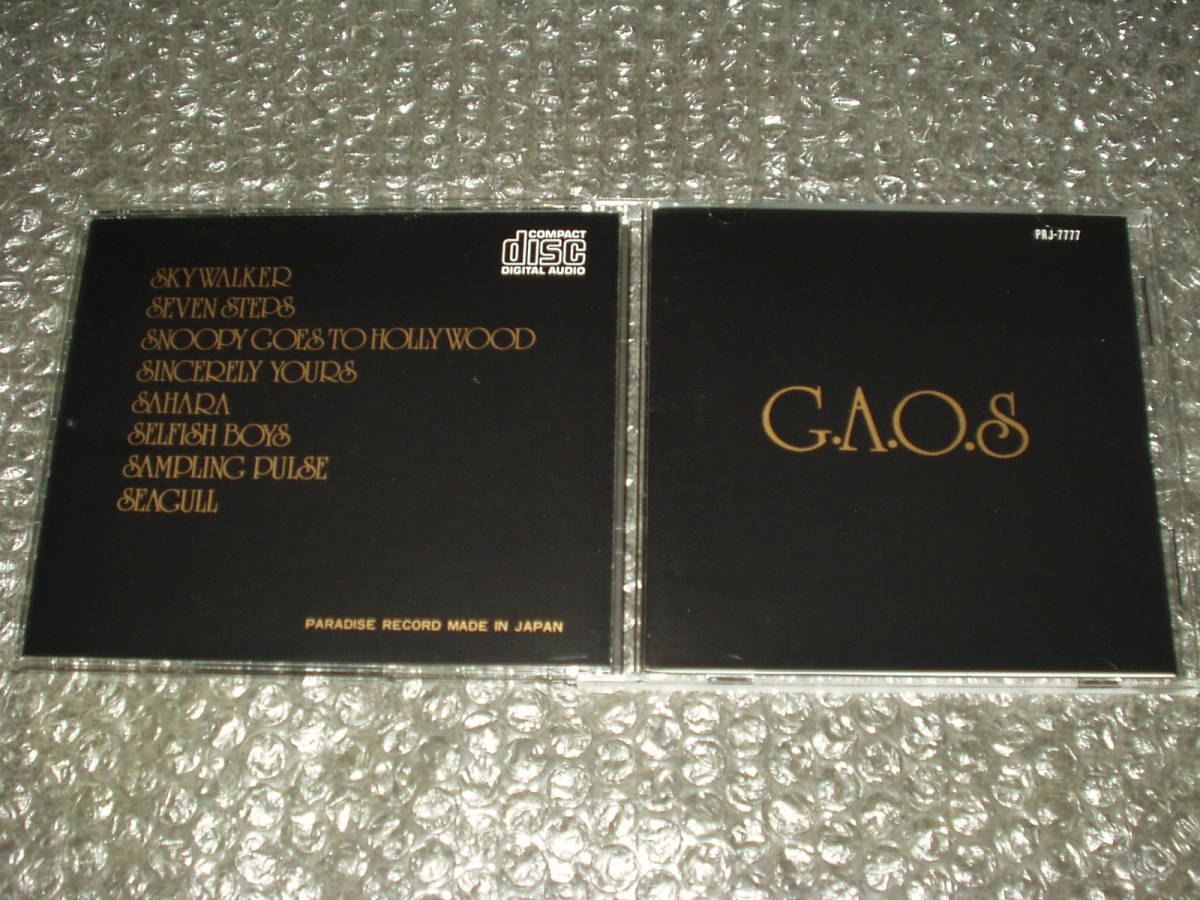 COMPACT
disc
DIGITAL AUDIO
SKYWALKER
SEVEN STEPS
SNOOPY GOES TO HOLLYWOOD
SINCERELY YOURS
SAHARA
SELFISH BOYS
SAMPLING PULSE
SEAGULL
PARADISE RECORD MADE IN JAPAN
PRJ-7777
G.A.O.S